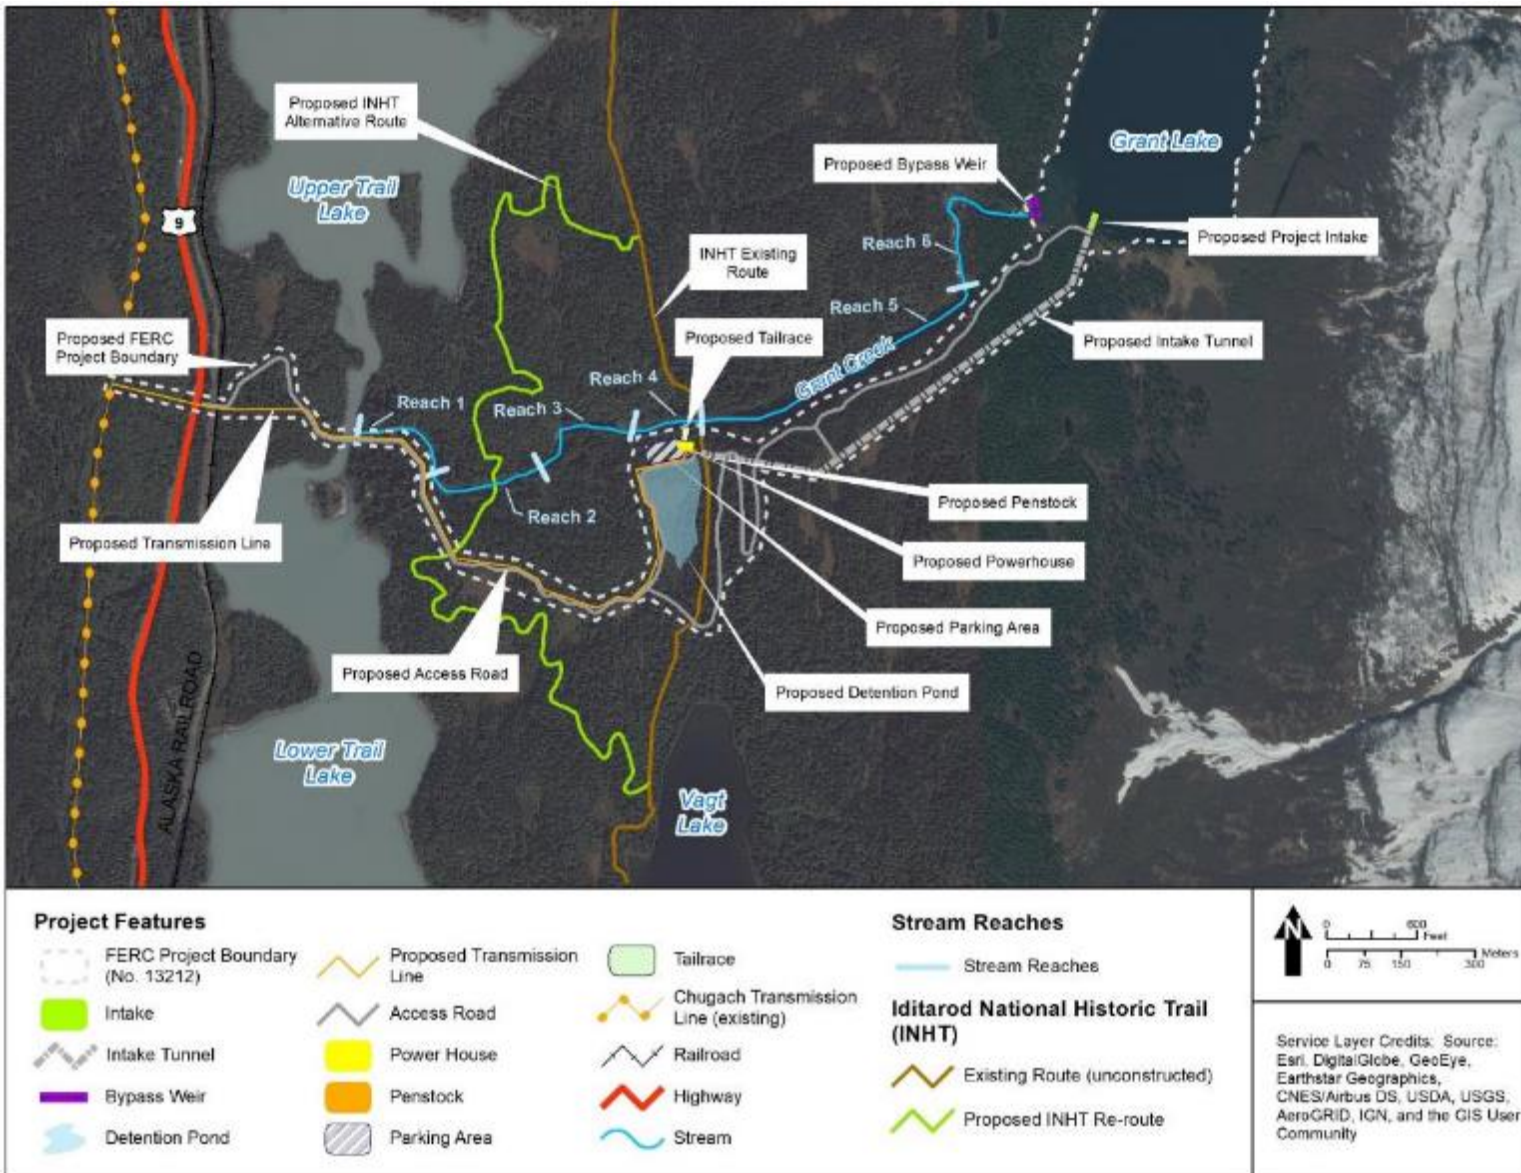 Proposed INHT
Alternative Route
Upper Trail
Lake
9
Proposed Bypass Weir
Grant Lake
Reach 6
Proposed Project Intake
INHT Existing
Route
Reach 5
Proposed FERC
Project Boundary
Proposed Tailrace
Proposed Intake Tunnel
Grant Creek
Reach 4
Reach 1
Reach 3
Reach 2
Proposed Penstock
Proposed Transmission Line
Proposed Powerhouse
Proposed Parking Area
Proposed Access Road
Proposed Detention Pond
ALASKA RAILROAD
Lower Trail
Lake
Vagt
Lake
Project Features
FERC Project Boundary
(No. 13212)
Intake
Intake Tunnel
Bypass Weir
Detention Pond
Proposed Transmission
Line
Access Road
Power House
Penstock
Parking Area
Tailrace
Chugach Transmission
Line (existing)
Railroad
Highway
Stream
Stream Reaches
Stream Reaches
Iditarod National Historic Trail
(INHT)
Existing Route (unconstructed)
Proposed INHT Re-route
N
0 600
Feet
Meters
0 75 150 300
Service Layer Credits: Source:
Esri, DigitalGlobe, GeoEye,
Earthstar Geographics,
CNES/Airbus DS, USDA, USGS,
AeroGRID, IGN, and the GIS User
Community